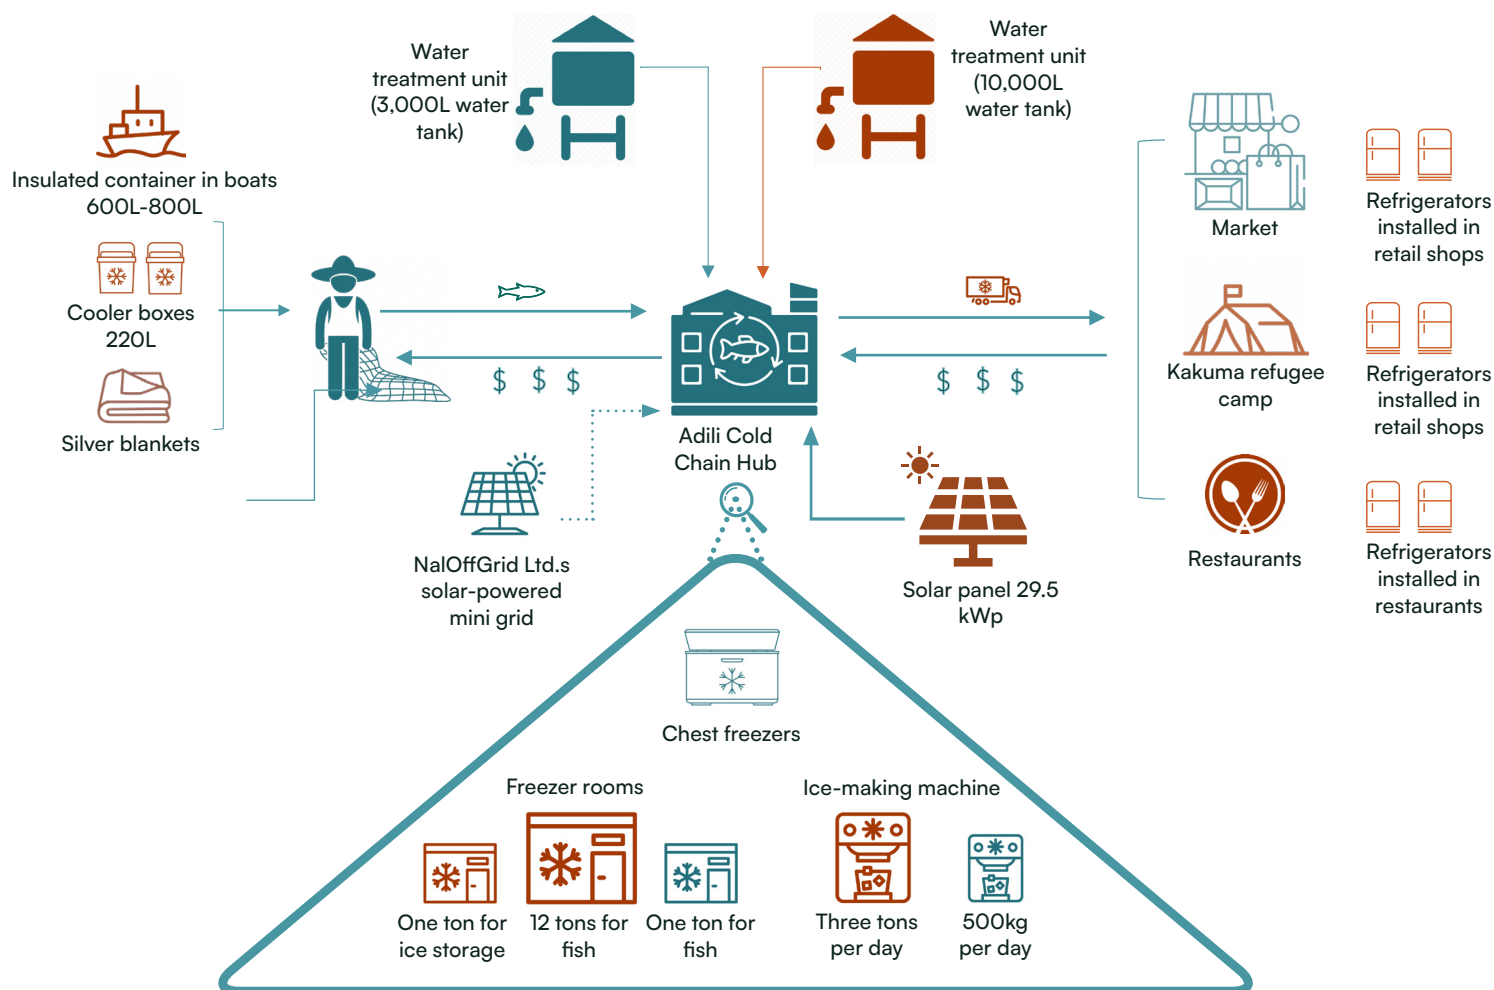 Water
treatment unit
(3,000L water
tank)
Water
treatment unit
(10,000L
water tank)
Insulated container in boats
600L-800L
Cooler boxes
220L
Silver blankets
$ $ $
Adili Cold
Chain Hub
$ $ $
Market
Refrigerators
installed in
retail shops
Kakuma refugee
camp
Refrigerators
installed in
retail shops
Restaurants
Refrigerators
installed in
restaurants
NalOffGrid Ltd.s
solar-powered
mini grid
Solar panel 29.5
kWp
Chest freezers
Freezer rooms
One ton for
ice storage
12 tons for
fish
One ton for
fish
Ice-making machine
Three tons
per day
500kg
per day